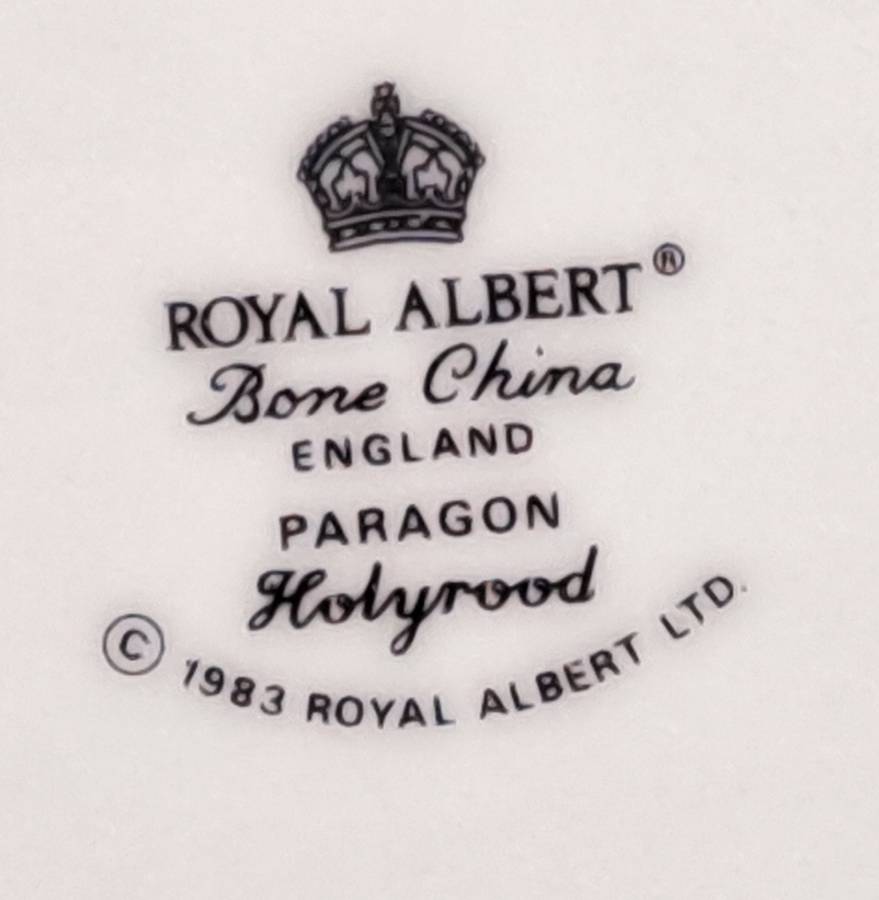 ROYAL ALBERT®
Bone China
ENGLAND
PARAGON
Holyrood
© 1983 ROYAL ALBERT LTD.